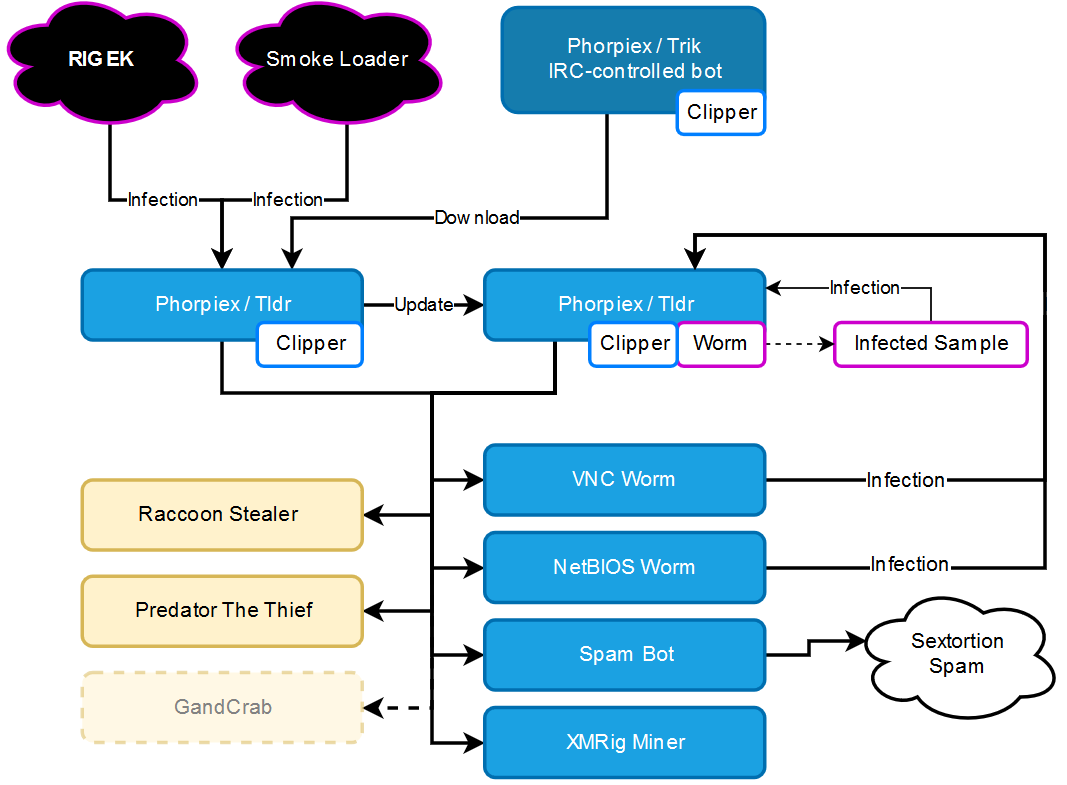 RIG EK
Smoke Loader
Phorpiex / Trik
IRC-controlled bot
Clipper
Infection
Infection
Download
Phorpiex / Tldr
Clipper
Update
Phorpiex / Tldr
Clipper
Worm
Infection
Infected Sample
VNC Worm
Infection
Raccoon Stealer
NetBIOS Worm
Infection
Predator The Thief
Spam Bot
Sextortion
Spam
GandCrab
XMRig Miner